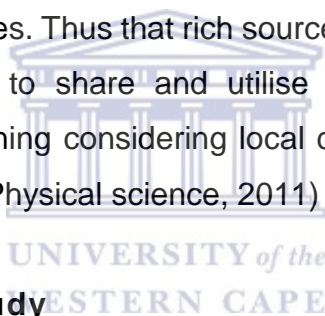 es. Thus that rich source
to share and utilise
ning considering local c
Physical science, 2011)
UNIVERSITY of the
udy
WESTERN CAPE